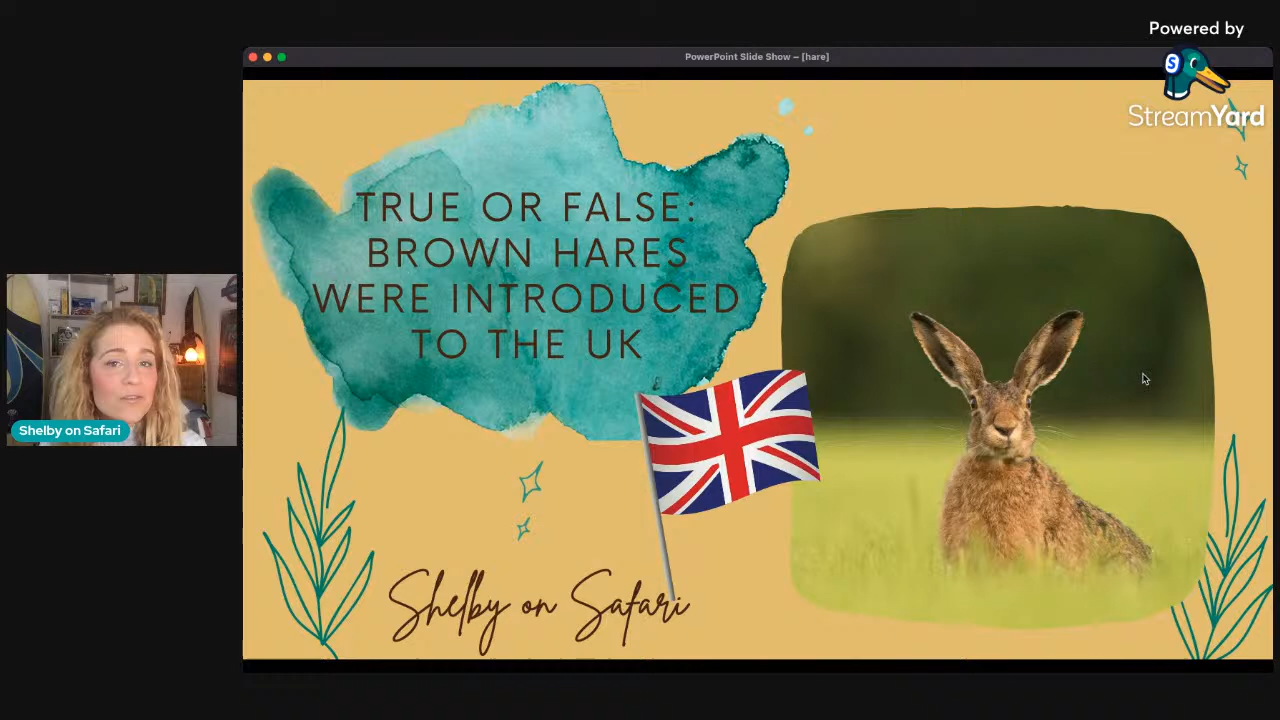 Powered by
PowerPoint Slide Show – [hare]
S
StreamYard
TRUE OR FALSE:
BROWN HARES
WERE INTRODUCED
TO THE UK
Shelby on Safari
Shelby on Safari